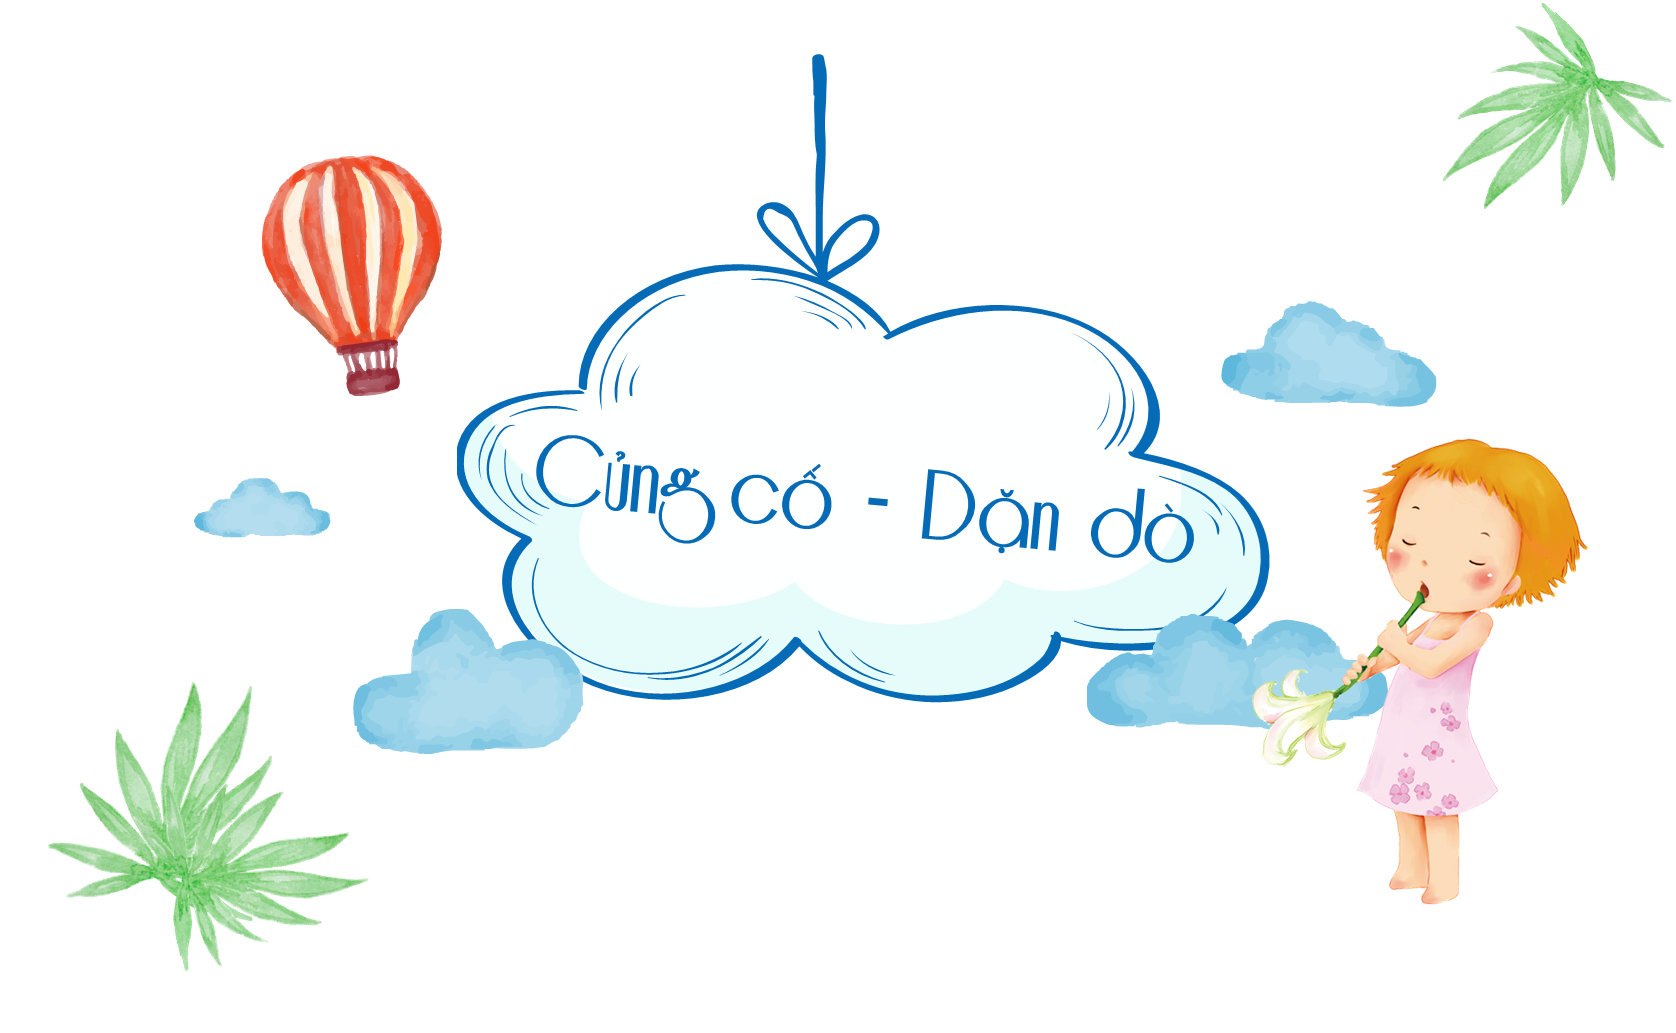 Củng cố - Dặn dò